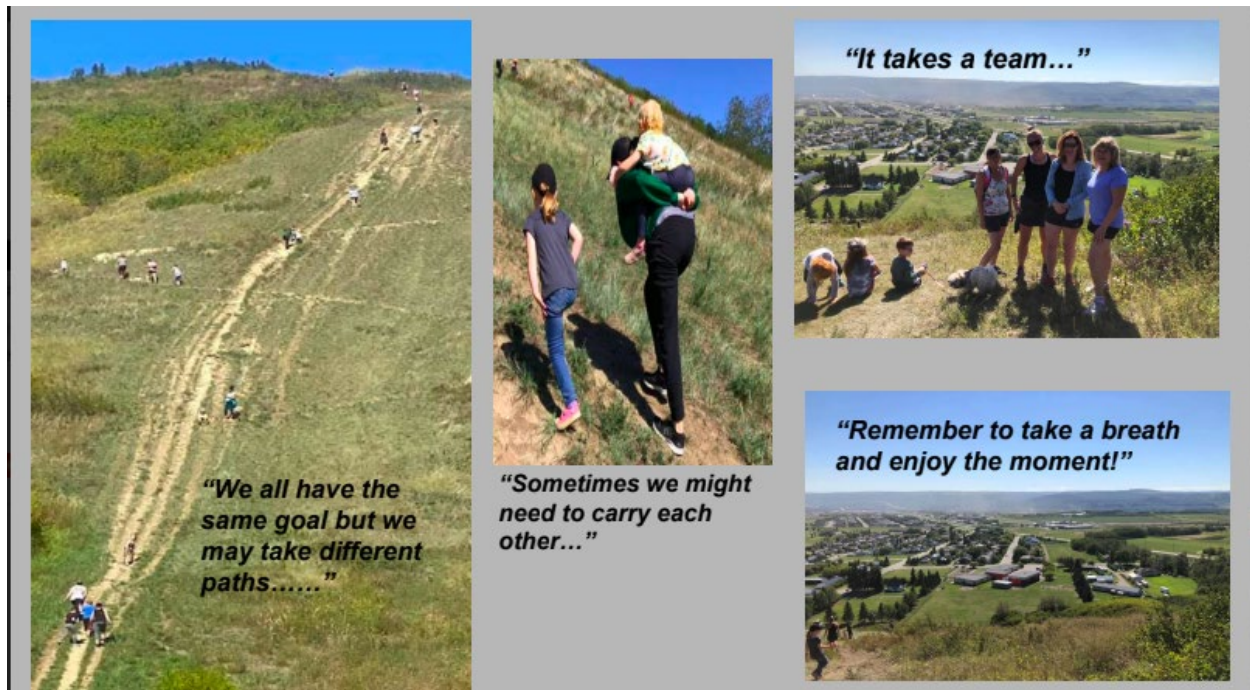 “We all have the
same goal but we
may take different
paths……”
“Sometimes we might
need to carry each
other…”
“It takes a team…”
“Remember to take a breath
and enjoy the moment!”